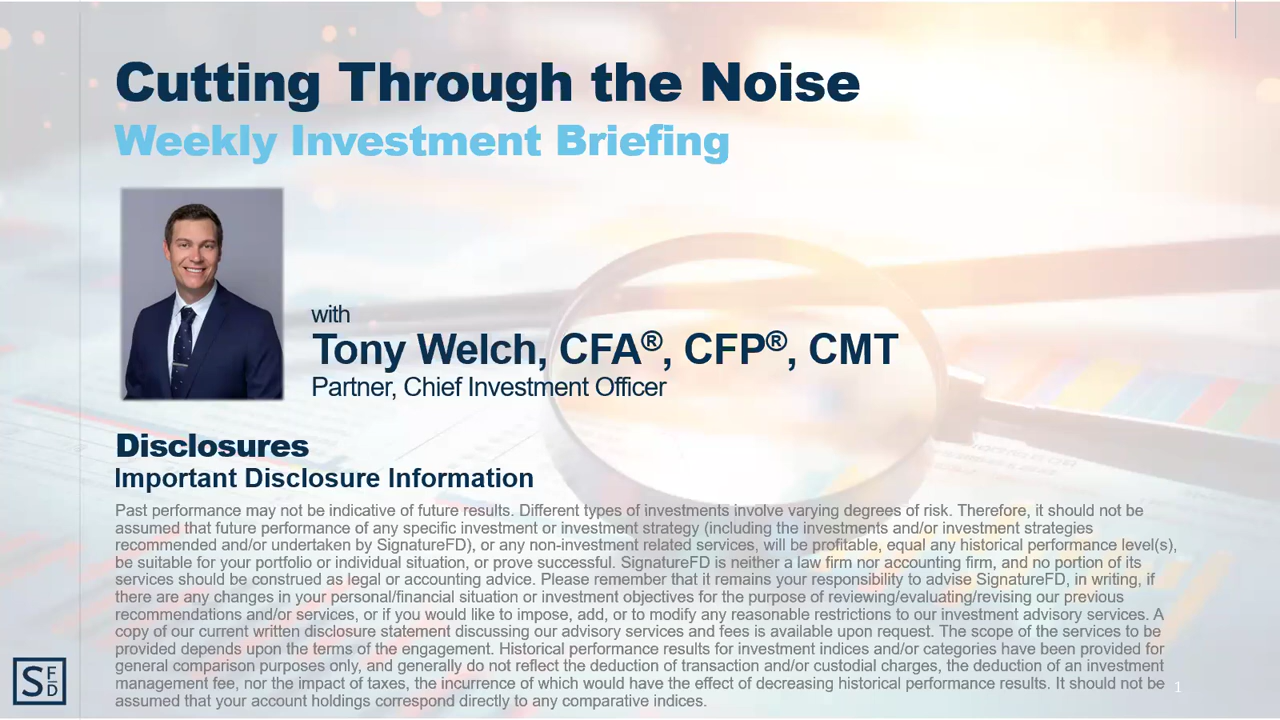 Cutting Through the Noise
Weekly Investment Briefing
with
Tony Welch, CFA®, CFP®, CMT
Partner, Chief Investment Officer
Disclosures
Important Disclosure Information
Past performance may not be indicative of future results. Different types of investments involve varying degrees of risk. Therefore, it should not be
assumed that future performance of any specific investment or investment strategy (including the investments and/or investment strategies
recommended and/or undertaken by SignatureFD), or any non-investment related services, will be profitable, equal any historical performance level(s),
be suitable for your portfolio or individual situation, or prove successful. SignatureFD is neither a law firm nor accounting firm, and no portion of its
services should be construed as legal or accounting advice. Please remember that it remains your responsibility to advise SignatureFD, in writing, if
there are any changes in your personal/financial situation or investment objectives for the purpose of reviewing/evaluating/revising our previous
recommendations and/or services, or if you would like to impose, add, or to modify any reasonable restrictions to our investment advisory services. A
copy of our current written disclosure statement discussing our advisory services and fees is available upon request. The scope of the services to be
provided depends upon the terms of the engagement. Historical performance results for investment indices and/or categories have been provided for
general comparison purposes only, and generally do not reflect the deduction of transaction and/or custodial charges, the deduction of an investment
management fee, nor the impact of taxes, the incurrence of which would have the effect of decreasing historical performance results. It should not be
assumed that your account holdings correspond directly to any comparative indices.
SFD
1